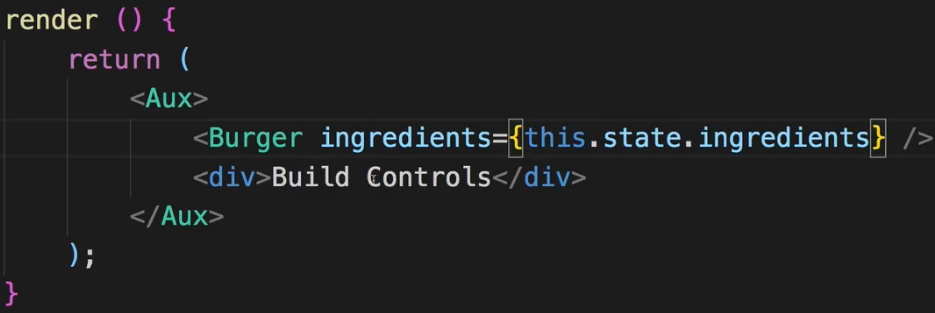 render () {
return (
<Aux>
<Burger ingredients={this.state.ingredients} />
<div>Build Controls</div>
</Aux>
);
}